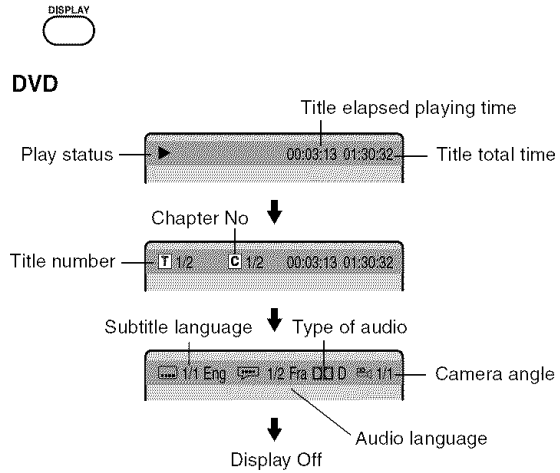 DISPLAY
DVD
Title elapsed playing time
Play status
00:03:13 01:30:32
Title total time
Chapter No
Title number
T 1/2 C 1/2 00:03:13 01:30:32
Subtitle language
Type of audio
1/1 Eng 1/2 Fra D 1/1
Camera angle
Audio language
Display Off